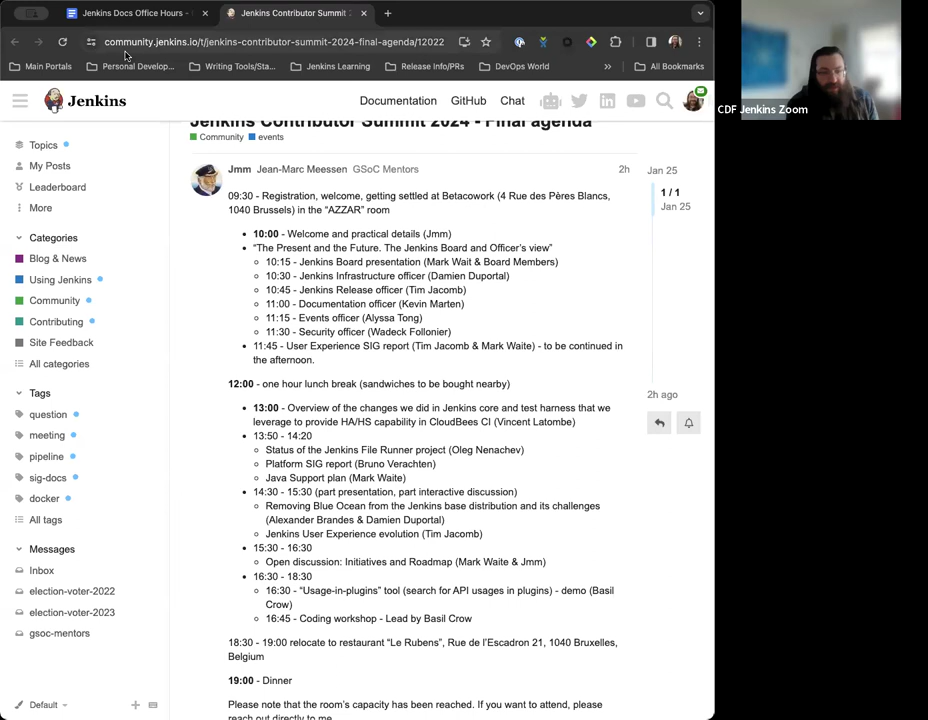 Jenkins Docs Office Hours -
Jenkins Contributor Summit 2
community.jenkins.io/t/jenkins-contributor-summit-2024-final-agenda/12022
Main Portals
Personal Develop...
Writing Tools/Sta...
Jenkins Learning
Release Info/PRs
DevOps World
»
All Bookmarks
Jenkins
Documentation
GitHub
Chat
Jenkins Contributor Summit 2024 - Final agenda
Community
events
Topics
My Posts
Leaderboard
More
Categories
Blog & News
Using Jenkins
Community
Contributing
Site Feedback
All categories
Tags
question
meeting
pipeline
sig-docs
docker
All tags
Messages
Inbox
election-voter-2022
election-voter-2023
gsoc-mentors
Default
Jmm Jean-Marc Meessen GSoC Mentors
2h
09:30 - Registration, welcome, getting settled at Betacowork (4 Rue des Pères Blancs,
1040 Brussels) in the “AZZAR” room
10:00 - Welcome and practical details (Jmm)
“The Present and the Future. The Jenkins Board and Officer’s view”
10:15 - Jenkins Board presentation (Mark Wait & Board Members)
10:30 - Jenkins Infrastructure officer (Damien Duportal)
10:45 - Jenkins Release officer (Tim Jacomb)
11:00 - Documentation officer (Kevin Marten)
11:15 - Events officer (Alyssa Tong)
11:30 - Security officer (Wadeck Follonier)
11:45 - User Experience SIG report (Tim Jacomb & Mark Waite) - to be continued in
the afternoon.
12:00 - one hour lunch break (sandwiches to be bought nearby)
13:00 - Overview of the changes we did in Jenkins core and test harness that we
leverage to provide HA/HS capability in CloudBees CI (Vincent Latombe)
13:50 - 14:20
Status of the Jenkins File Runner project (Oleg Nenachev)
Platform SIG report (Bruno Verachten)
Java Support plan (Mark Waite)
14:30 - 15:30 (part presentation, part interactive discussion)
Removing Blue Ocean from the Jenkins base distribution and its challenges
(Alexander Brandes & Damien Duportal)
Jenkins User Experience evolution (Tim Jacomb)
15:30 - 16:30
Open discussion: Initiatives and Roadmap (Mark Waite & Jmm)
16:30 - 18:30
16:30 - “Usage-in-plugins” tool (search for API usages in plugins) - demo (Basil
Crow)
16:45 - Coding workshop - Lead by Basil Crow
18:30 - 19:00 relocate to restaurant “Le Rubens”, Rue de l’Escadron 21, 1040 Bruxelles,
Belgium
19:00 - Dinner
Please note that the room’s capacity has been reached. If you want to attend, please
reach out directly to me
Jan 25
1 / 1
Jan 25
2h ago
CDF Jenkins Zoom